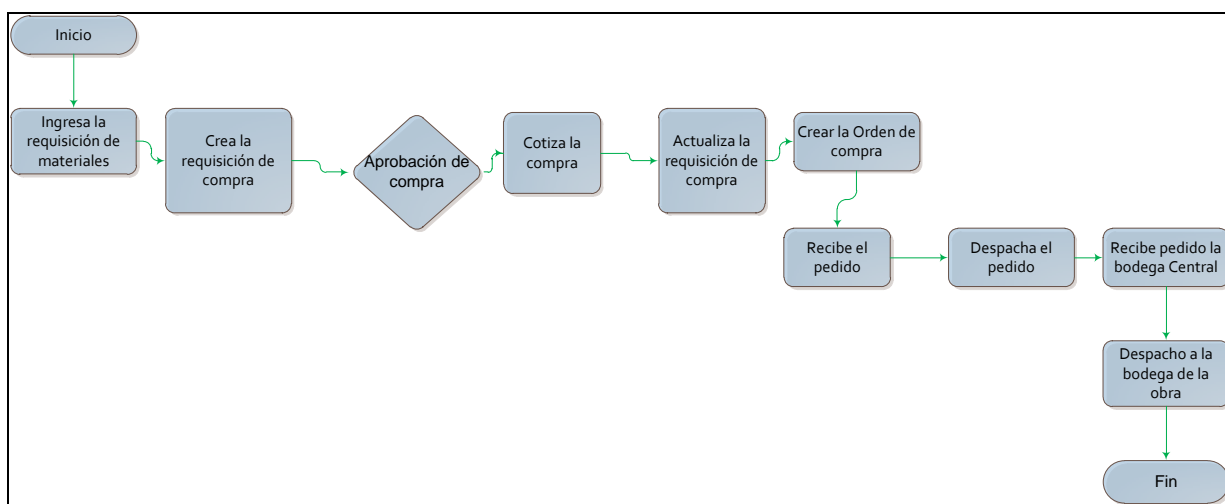 Inicio
Ingresa la
requisición de
materiales
Crea la
requisición de
compra
Aprobación de
compra
Cotiza la
compra
Actualiza la
requisición de
compra
Crear la Orden de
compra
Recibe el
pedido
Despacha el
pedido
Recibe pedido la
bodega Central
Despacho a la
bodega de la
obra
Fin